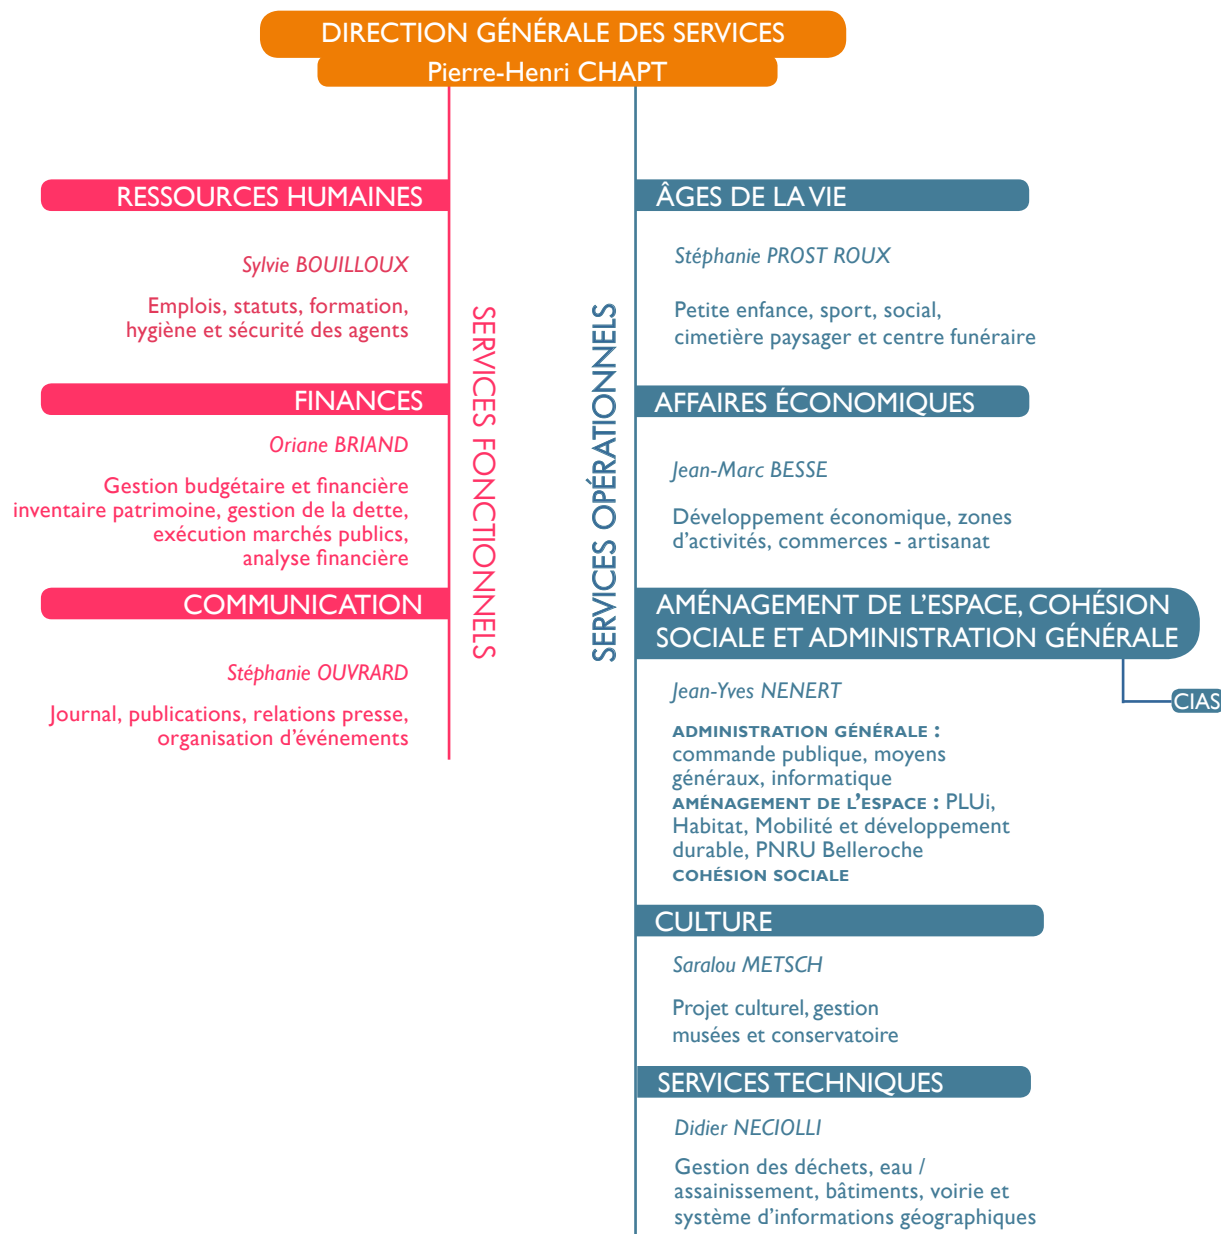 DIRECTION GÉNÉRALE DES SERVICES
Pierre-Henri CHAPT
SERVICES FONCTIONNELS
RESSOURCES HUMAINES
Sylvie BOUILLOUX
Emplois, statuts, formation,
hygiène et sécurité des agents
FINANCES
Oriane BRIAND
Gestion budgétaire et financière
inventaire patrimoine, gestion de la dette,
exécution marchés publics,
analyse financière
COMMUNICATION
Stéphanie OUVRARD
Journal, publications, relations presse,
organisation d’événements
SERVICES OPÉRATIONNELS
ÂGES DE LA VIE
Stéphanie PROST ROUX
Petite enfance, sport, social,
cimetière paysager et centre funéraire
AFFAIRES ÉCONOMIQUES
Jean-Marc BESSE
Développement économique, zones
d’activités, commerces - artisanat
AMÉNAGEMENT DE L’ESPACE, COHÉSION
SOCIALE ET ADMINISTRATION GÉNÉRALE
CIAS
Jean-Yves NENERT
ADMINISTRATION GÉNÉRALE :
commande publique, moyens
généraux, informatique
AMÉNAGEMENT DE L’ESPACE : PLUi,
Habitat, Mobilité et développement
durable, PNRU Belleroche
COHÉSION SOCIALE
CULTURE
Saralou METSCH
Projet culturel, gestion
musées et conservatoire
SERVICES TECHNIQUES
Didier NECIOLLI
Gestion des déchets, eau /
assainissement, bâtiments, voirie et
système d’informations géographiques